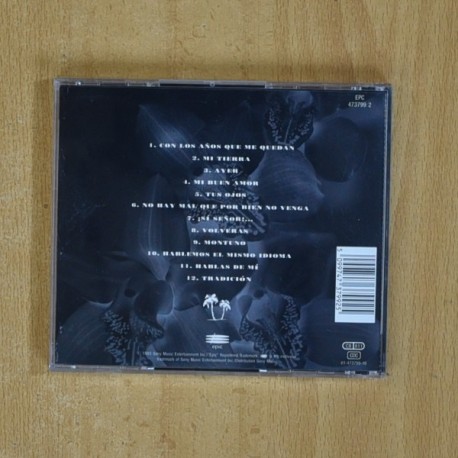 EPC
473799 2
1. CON LOS AÑOS QUE ME QUEDAN
2. MI TIERRA
3. AYER
4. MI BUEN AMOR
5. TUS OJOS
6. NO HAY MAL QUE POR BIEN NO VENGA
7. ¡SÍ SEÑOR!...
8. VOLVERAS
9. MONTUNO
10. HABLEMOS EL MISMO IDIOMA
11. HABLAS DE MÍ
12. TRADICIÓN
epic